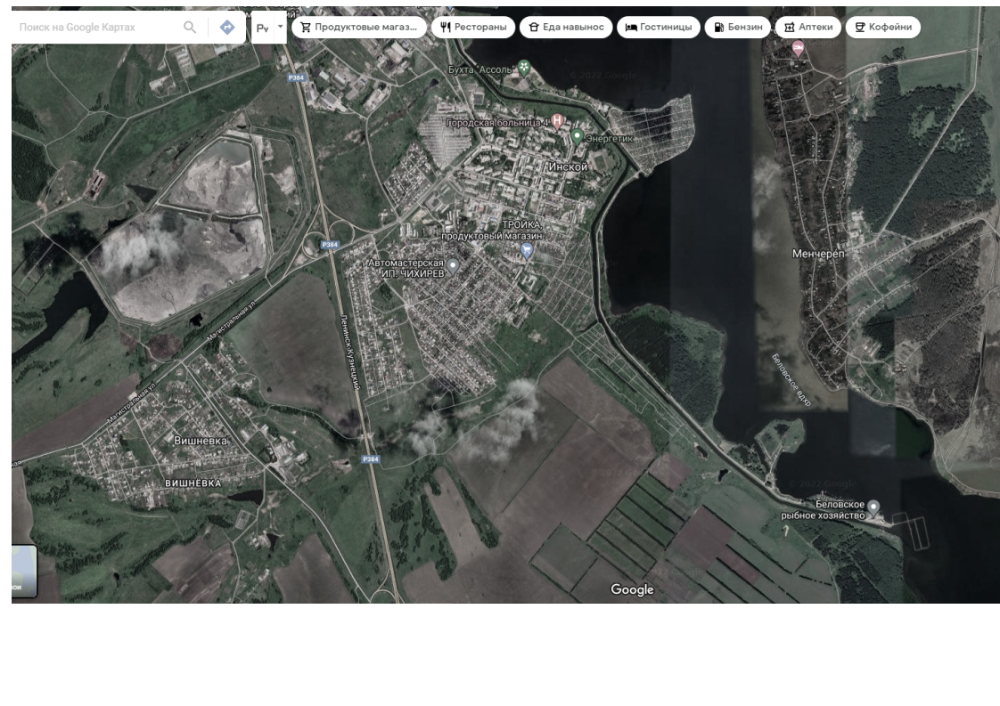 Поиск на Google Картах
Ру
Продуктовые магаз...
Рестораны
Еда навынос
Гостиницы
Бензин
Аптеки
Кофейни
Р384
Бухта "Ассоль"
© 2022 Google
Городская больница 4
Энергетик
Инской
ТРОЙКА,
продуктовый магазин
Р384
Менчереп
Автомастерская
ИП. ЧИХИРЕВ
Магистральная ул.
Ленинск-Кузнецкий
Беловское вдхр
Магистральная ул.
Вишневка
Р384
ВИШНЁВКА
© 2022 Google
Беловское
рыбное хозяйство
Google